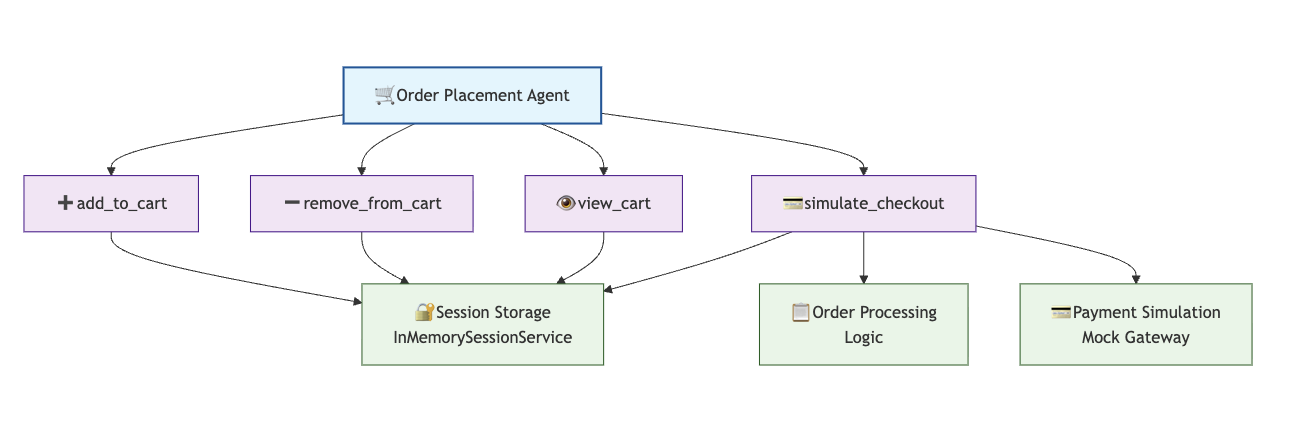 🛒Order Placement Agent
➕ add_to_cart
➖ remove_from_cart
👁️view_cart
💳simulate_checkout
🔐Session Storage
InMemorySessionService
📋Order Processing
Logic
💳Payment Simulation
Mock Gateway